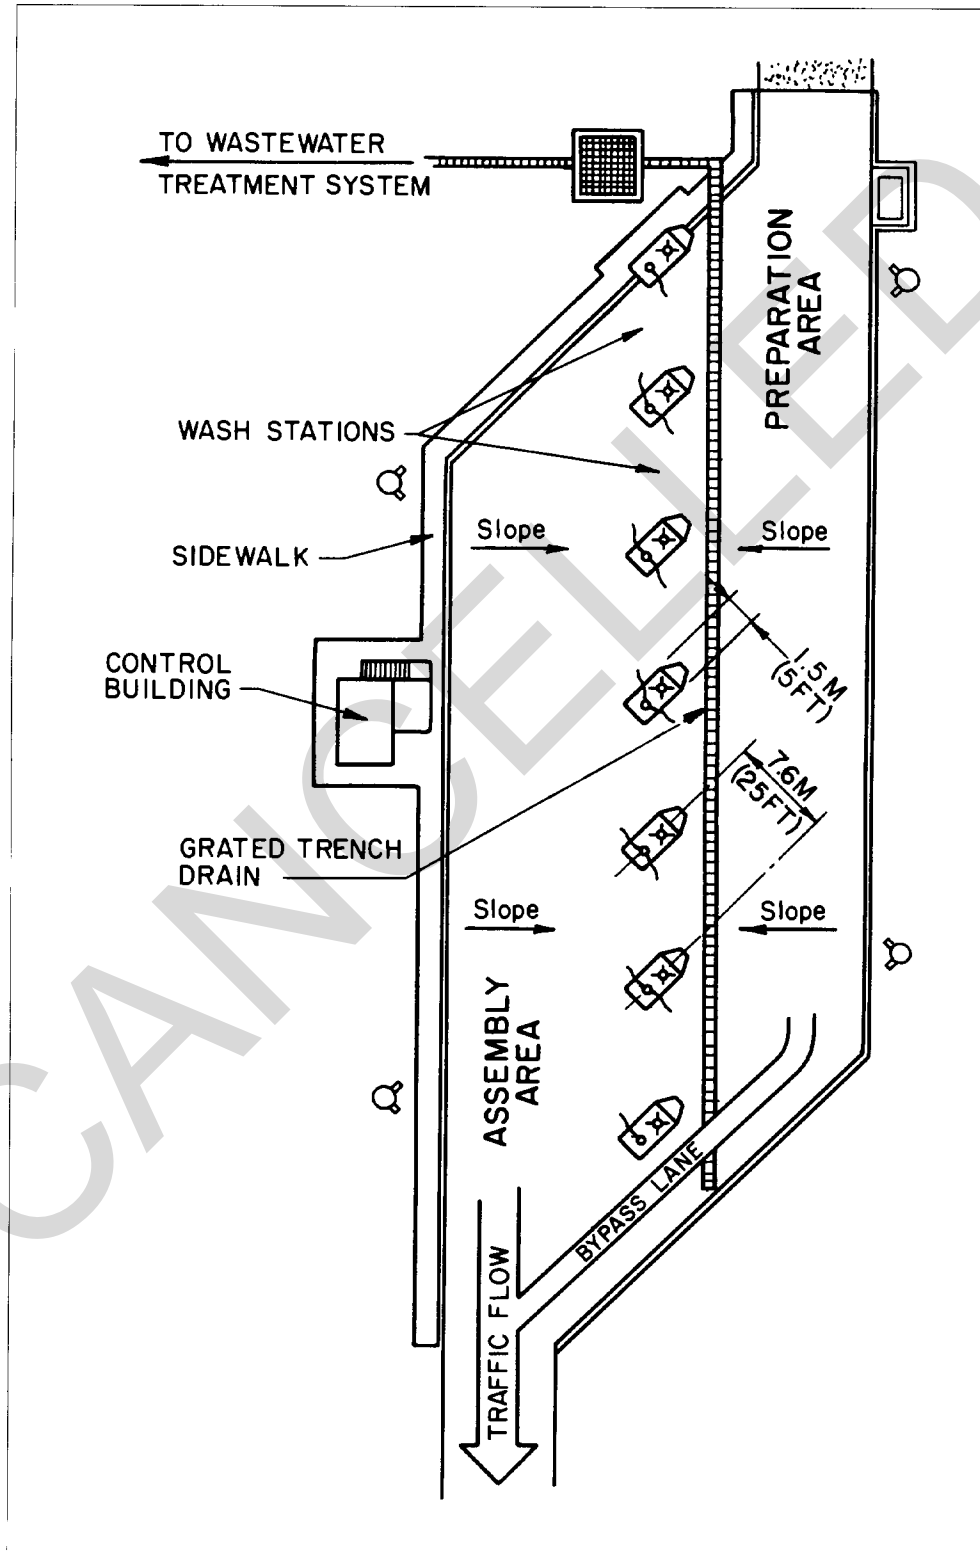 TO WASTEWATER
TREATMENT SYSTEM
PREPARATION
AREA
WASH STATIONS
SIDEWALK
Slope
Slope
CONTROL
BUILDING
1.5M
(5FT)
7.6M
(25FT)
GRATED TRENCH
DRAIN
Slope
Slope
ASSEMBLY
AREA
BYPASS LANE
TRAFFIC FLOW
CANCELLED